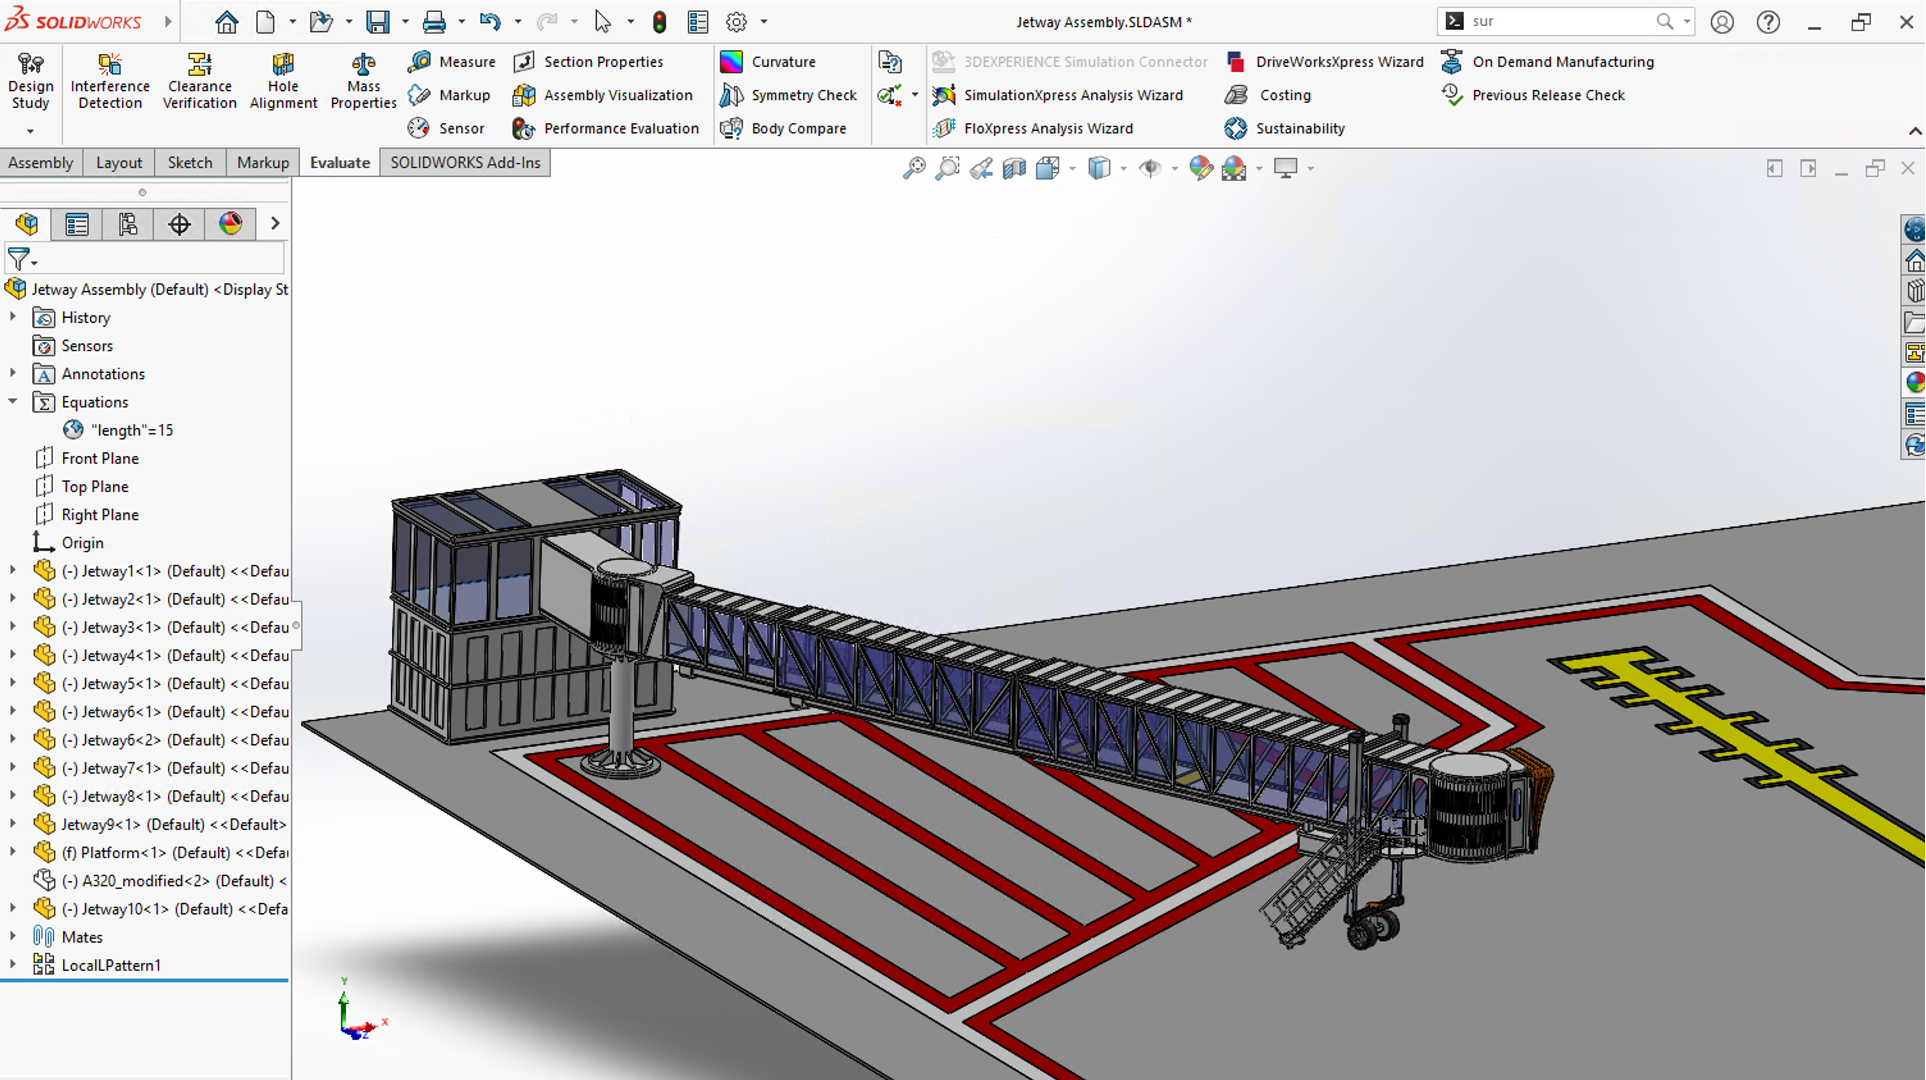 SOLIDWORKS
Jetway Assembly.SLDASM *
sur
Design Study
Interference Detection
Clearance Verification
Hole Alignment
Mass Properties
Measure
Markup
Sensor
Section Properties
Assembly Visualization
Performance Evaluation
Curvature
Symmetry Check
Body Compare
3DEXPERIENCE Simulation Connector
SimulationXpress Analysis Wizard
FloXpress Analysis Wizard
DriveWorksXpress Wizard
Costing
Sustainability
On Demand Manufacturing
Previous Release Check
Assembly
Layout
Sketch
Markup
Evaluate
SOLIDWORKS Add-Ins
Jetway Assembly (Default) <Display St
History
Sensors
Annotations
Equations
"length"=15
Front Plane
Top Plane
Right Plane
Origin
(-) Jetway1<1> (Default) <<Defau
(-) Jetway2<1> (Default) <<Defau
(-) Jetway3<1> (Default) <<Defau
(-) Jetway4<1> (Default) <<Defau
(-) Jetway5<1> (Default) <<Defau
(-) Jetway6<1> (Default) <<Defau
(-) Jetway6<2> (Default) <<Defau
(-) Jetway7<1> (Default) <<Defau
(-) Jetway8<1> (Default) <<Defau
Jetway9<1> (Default) <<Default>
(f) Platform<1> (Default) <<Defa
(-) A320_modified<2> (Default) <
(-) Jetway10<1> (Default) <<Defa
Mates
LocalLPattern1
Y
X
Z